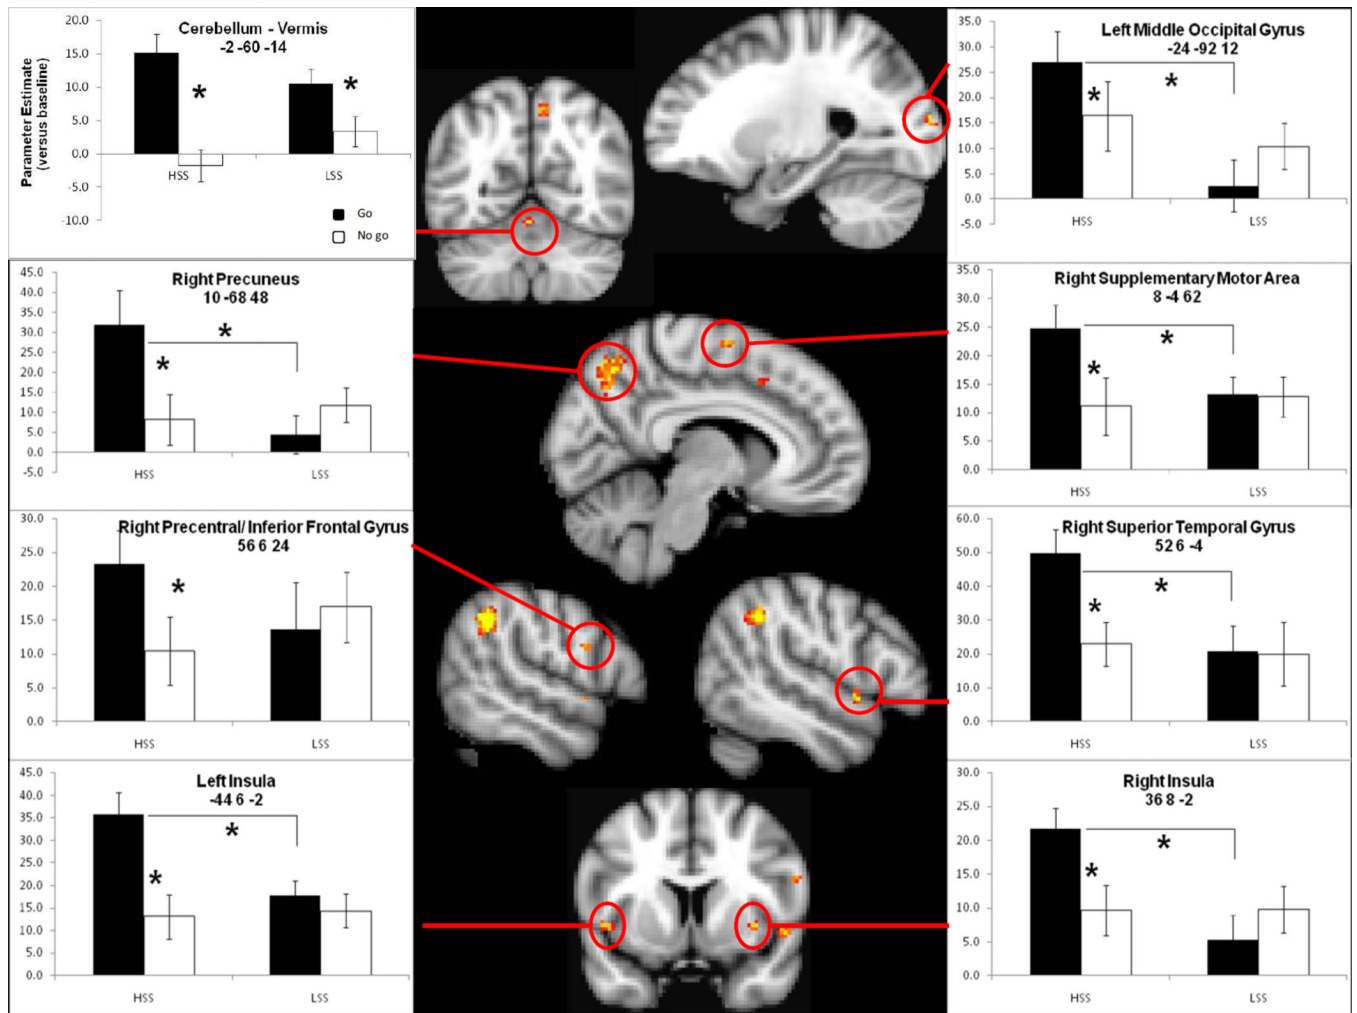 Cerebellum - Vermis
-2 -60 -14
Parameter Estimate
(versus baseline)
20.0
15.0
10.0
5.0
0.0
-5.0
-10.0
*
*
HSS
LSS
Go
No go
Left Middle Occipital Gyrus
-24 -92 12
35.0
30.0
25.0
20.0
15.0
10.0
5.0
0.0
-5.0
*
*
HSS
LSS
Right Precuneus
10 -68 48
45.0
40.0
35.0
30.0
25.0
20.0
15.0
10.0
5.0
0.0
-5.0
*
*
HSS
LSS
Right Supplementary Motor Area
8 -4 62
35.0
30.0
25.0
20.0
15.0
10.0
5.0
0.0
*
*
HSS
LSS
Right Precentral/ Inferior Frontal Gyrus
56 6 24
30.0
25.0
20.0
15.0
10.0
5.0
0.0
*
HSS
LSS
Right Superior Temporal Gyrus
52 6 -4
60.0
50.0
40.0
30.0
20.0
10.0
0.0
*
*
HSS
LSS
Left Insula
-44 6 -2
45.0
40.0
35.0
30.0
25.0
20.0
15.0
10.0
5.0
0.0
*
*
HSS
LSS
Right Insula
36 8 -2
30.0
25.0
20.0
15.0
10.0
5.0
0.0
*
*
HSS
LSS